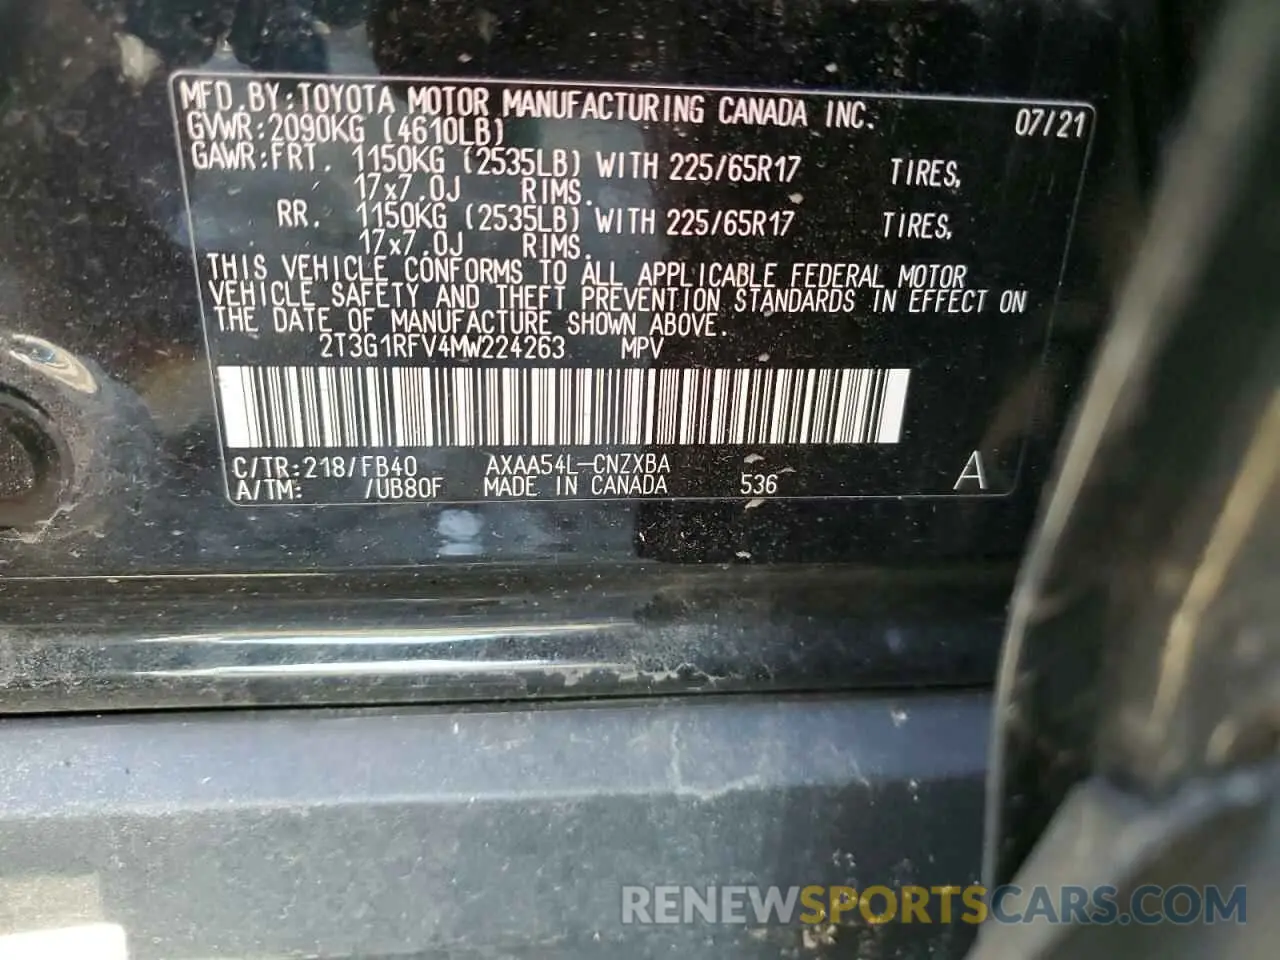 MFD.BY:TOYOTA MOTOR MANUFACTURING CANADA INC. 07/21
GVWR:2090KG (4610LB)
GAWR:FRT. 1150KG (2535LB) WITH 225/65R17 TIRES,
17x7.0J RIMS.
RR. 1150KG (2535LB) WITH 225/65R17 TIRES,
17x7.0J RIMS.
THIS VEHICLE CONFORMS TO ALL APPLICABLE FEDERAL MOTOR
VEHICLE SAFETY AND THEFT PREVENTION STANDARDS IN EFFECT ON
THE DATE OF MANUFACTURE SHOWN ABOVE.
2T3G1RFV4MW224263 MPV
C/TR:218/FB40 AXAA54L-CNZXBA
A/TM: /UB80F MADE IN CANADA 536 A
RENEWSPORTSCARS.COM